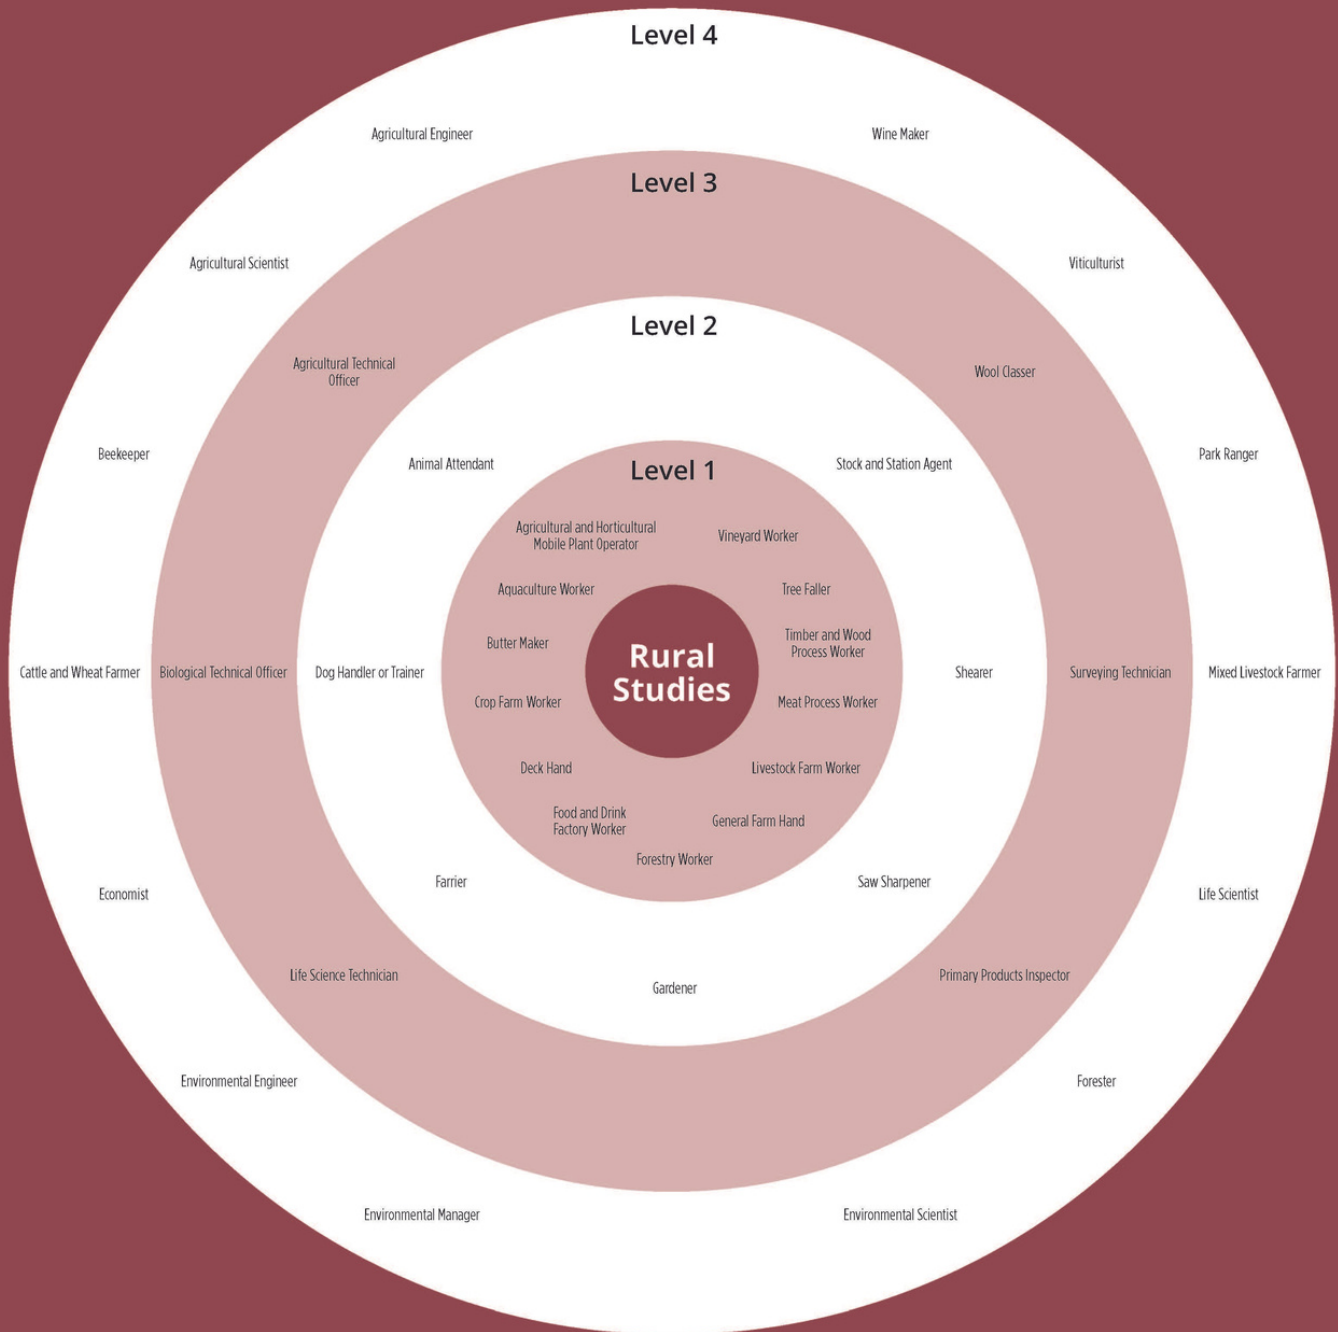 Level 4
Agricultural Engineer
Wine Maker
Agricultural Scientist
Viticulturist
Beekeeper
Park Ranger
Cattle and Wheat Farmer
Mixed Livestock Farmer
Economist
Life Scientist
Environmental Engineer
Forester
Environmental Manager
Environmental Scientist
Level 3
Agricultural Technical
Officer
Wool Classer
Biological Technical Officer
Surveying Technician
Life Science Technician
Primary Products Inspector
Level 2
Animal Attendant
Stock and Station Agent
Dog Handler or Trainer
Shearer
Farrier
Saw Sharpener
Gardener
Level 1
Agricultural and Horticultural
Mobile Plant Operator
Vineyard Worker
Aquaculture Worker
Tree Faller
Butter Maker
Timber and Wood
Process Worker
Crop Farm Worker
Meat Process Worker
Deck Hand
Livestock Farm Worker
Food and Drink
Factory Worker
General Farm Hand
Forestry Worker
Rural
Studies